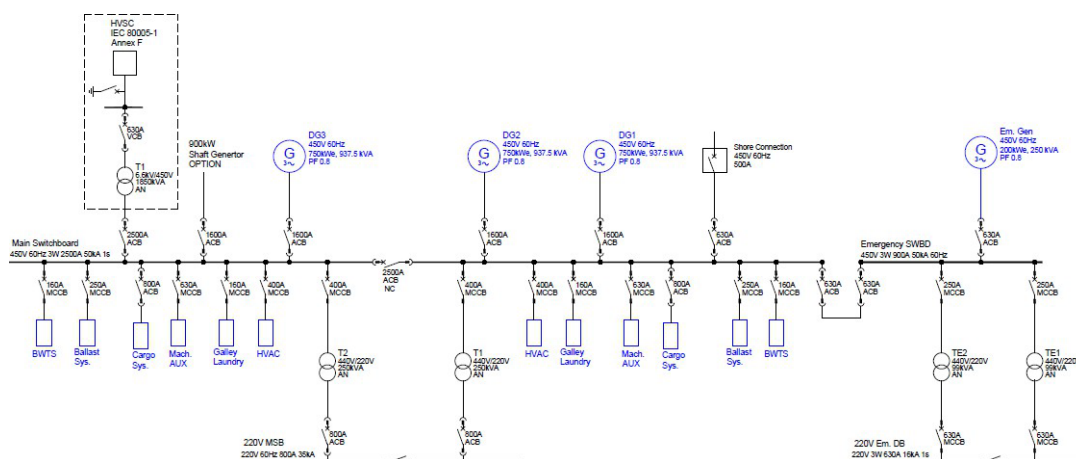 HVSC
IEC 80005-1
Annex F
630A
VCB
T1
6.6kV/450V
1850kVA
AN
900kW
Shaft Genertor
OPTION
DG3
450V 60Hz
750kWe, 937.5 kVA
PF 0.8
G
3~
DG2
450V 60Hz
750kWe, 937.5 kVA
PF 0.8
G
3~
DG1
450V 60Hz
750kWe, 937.5 kVA
PF 0.8
G
3~
Shore Connection
450V 60Hz
500A
Em. Gen
450V 60Hz
200kWe, 250 kVA
PF 0.8
G
3~
2500A
ACB
1600A
ACB
1600A
ACB
1600A
ACB
1600A
ACB
630A
ACB
630A
ACB
Main Switchboard
450V 60Hz 3W 2500A 50kA 1s
2500A
ACB
NC
Emergency SWBD
450V 3W 900A 50kA 60Hz
160A
MCCB
250A
MCCB
800A
ACB
630A
MCCB
160A
MCCB
400A
MCCB
400A
MCCB
400A
MCCB
400A
MCCB
160A
MCCB
630A
MCCB
800A
ACB
250A
MCCB
160A
MCCB
630A
ACB
630A
ACB
250A
MCCB
250A
MCCB
BWTS
Ballast
Sys.
Cargo
Sys.
Mach.
AUX
Galley
Laundry
HVAC
HVAC
Galley
Laundry
Mach.
AUX
Cargo
Sys.
Ballast
Sys.
BWTS
T2
440V/220V
250kVA
AN
T1
440V/220V
250kVA
AN
TE2
440V/220V
99kVA
AN
TE1
440V/220
99kVA
AN
800A
ACB
800A
ACB
630A
MCCB
630A
MCCB
220V MSB
220V 60Hz 800A 35kA
220V Em. DB
220V 3W 630A 16kA 1s